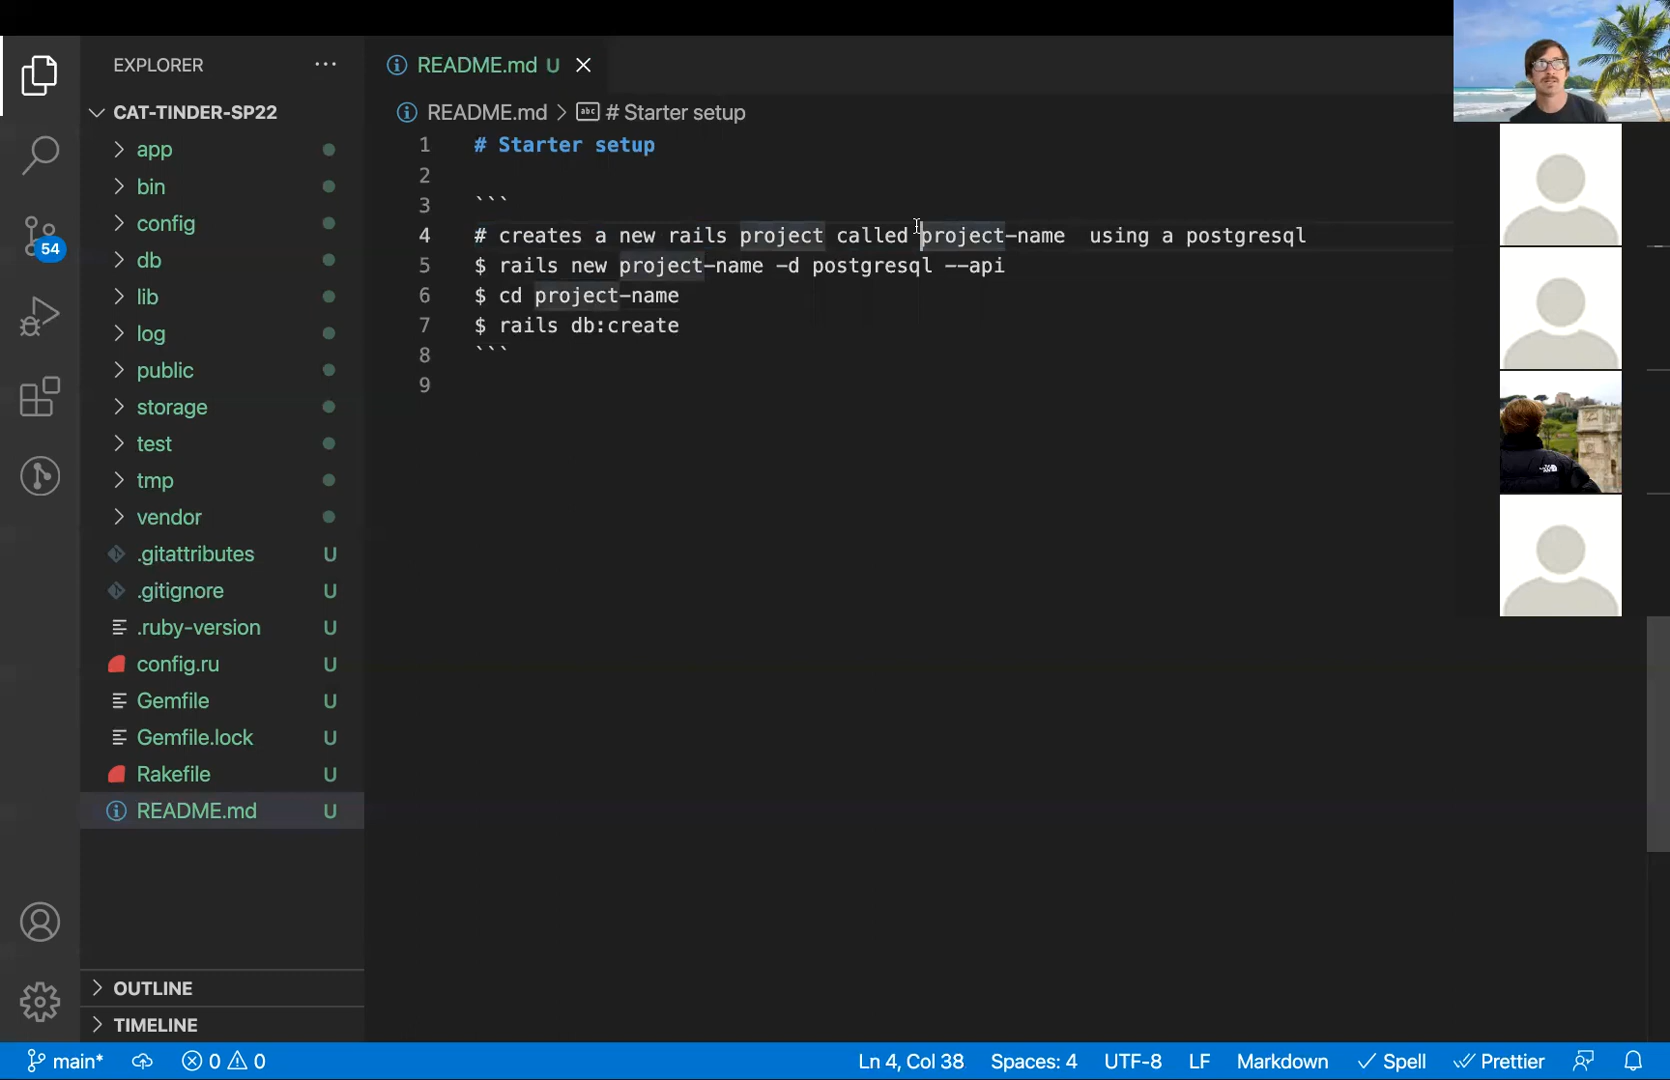 EXPLORER
README.md U
CAT-TINDER-SP22
README.md > # Starter setup
app
bin
config
db
lib
log
public
storage
test
tmp
vendor
.gitattributes U
.gitignore U
.ruby-version U
config.ru U
Gemfile U
Gemfile.lock U
Rakefile U
README.md U
54
1 # Starter setup
2
3 ```
4 # creates a new rails project called project-name  using a postgresql
5 $ rails new project-name -d postgresql --api
6 $ cd project-name
7 $ rails db:create
8 ```
9
OUTLINE
TIMELINE
main* 0 0 Ln 4, Col 38 Spaces: 4 UTF-8 LF Markdown Spell Prettier